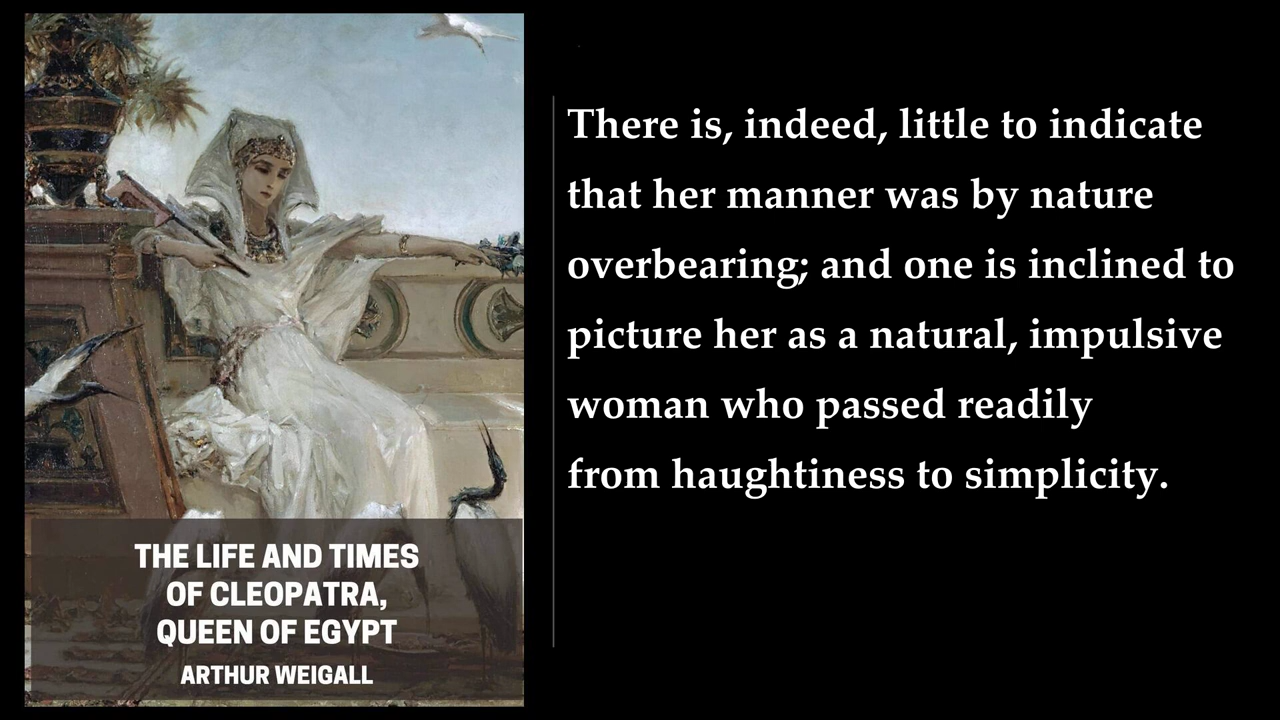 THE LIFE AND TIMES
OF CLEOPATRA,
QUEEN OF EGYPT
ARTHUR WEIGALL
There is, indeed, little to indicate
that her manner was by nature
overbearing; and one is inclined to
picture her as a natural, impulsive
woman who passed readily
from haughtiness to simplicity.